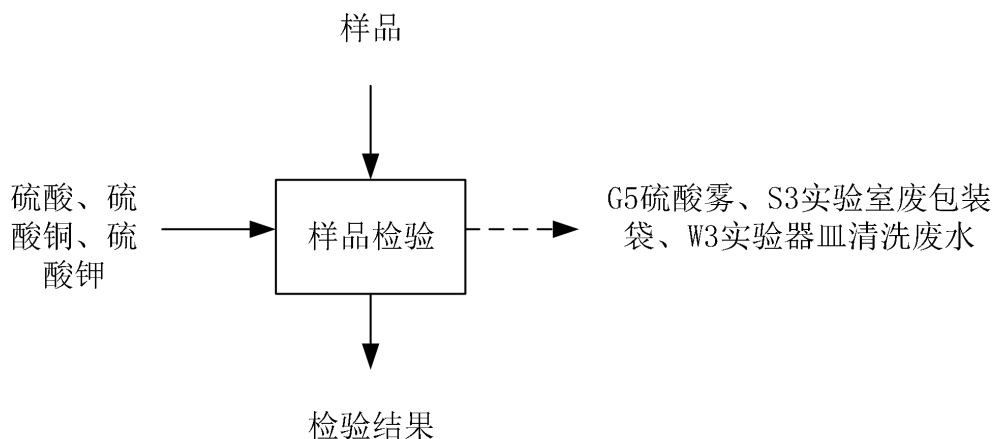 样品
硫酸、硫
酸铜、硫
酸钾
样品检验
G5硫酸雾、S3实验室废包装
袋、W3实验器皿清洗废水
检验结果